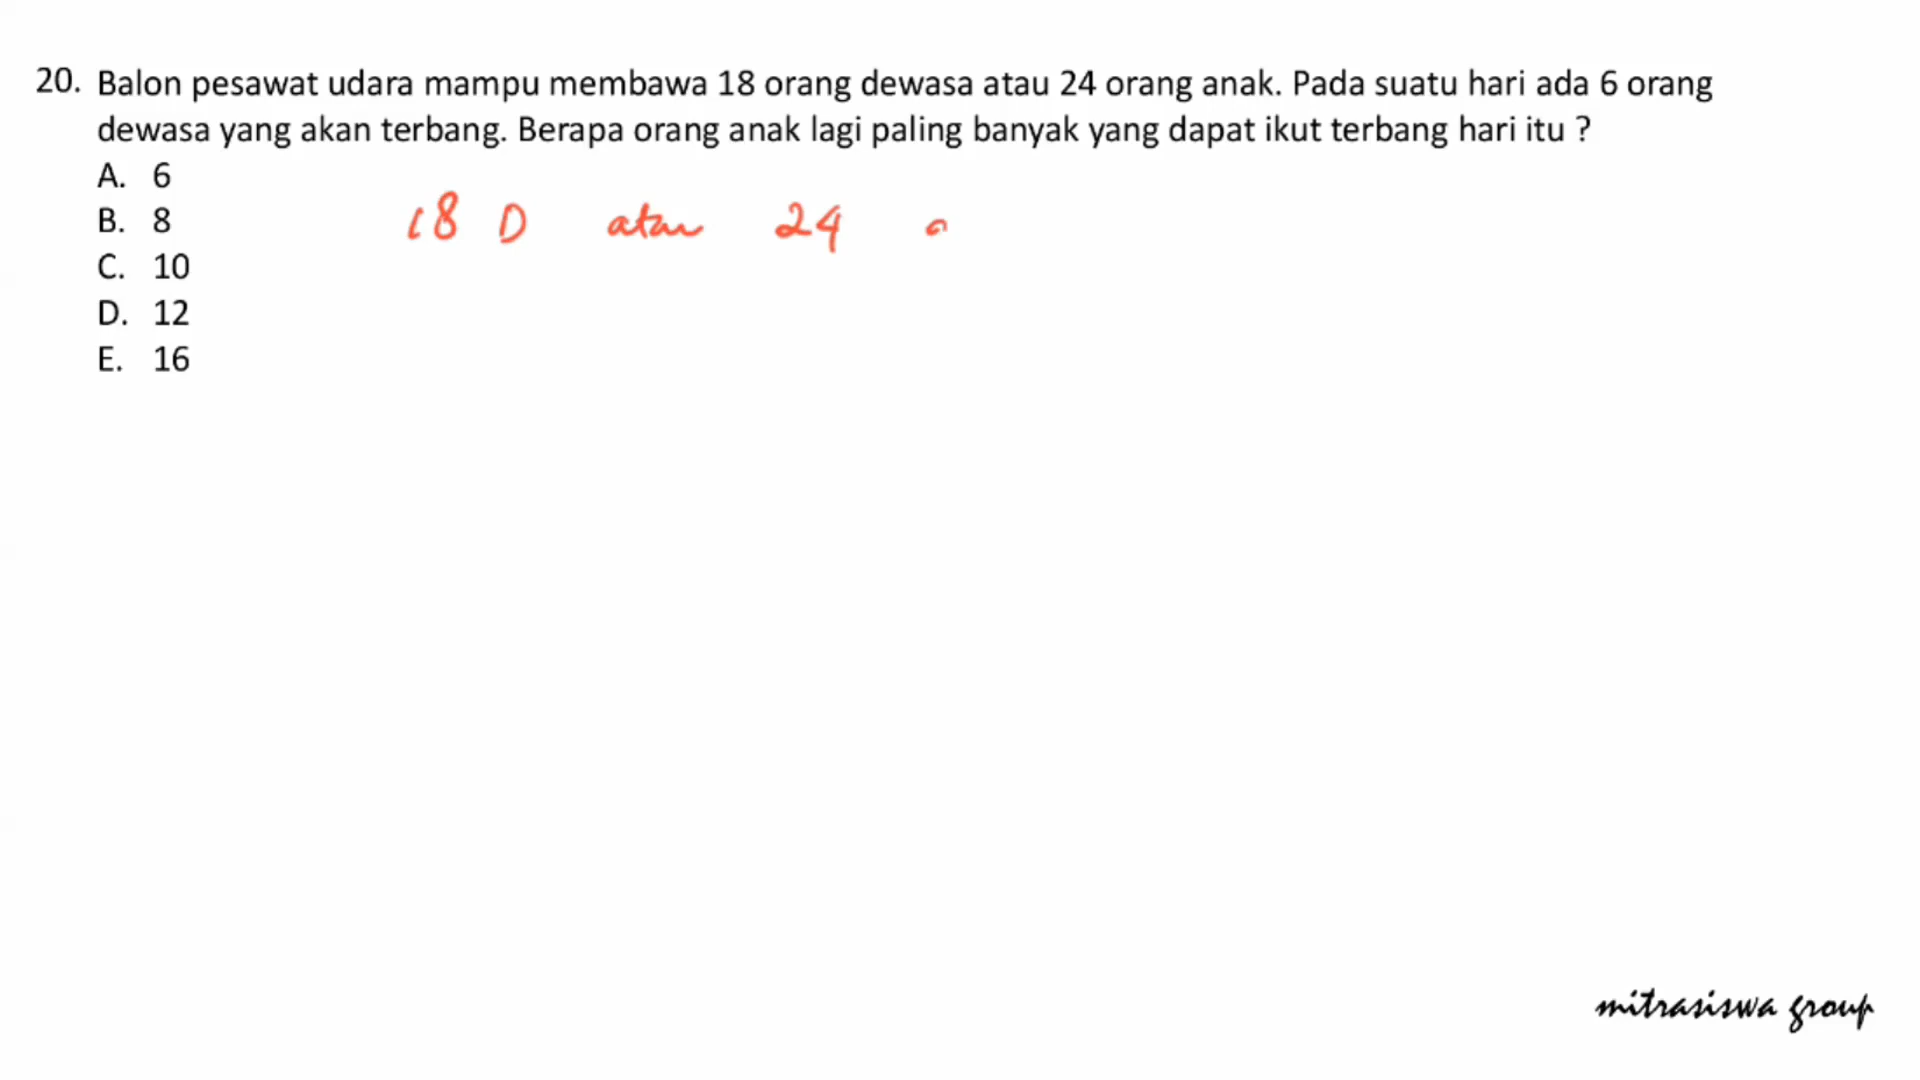 20. Balon pesawat udara mampu membawa 18 orang dewasa atau 24 orang anak. Pada suatu hari ada 6 orang
dewasa yang akan terbang. Berapa orang anak lagi paling banyak yang dapat ikut terbang hari itu ?
A. 6
B. 8
C. 10
D. 12
E. 16
18 D atau 24
mitrasiswa group